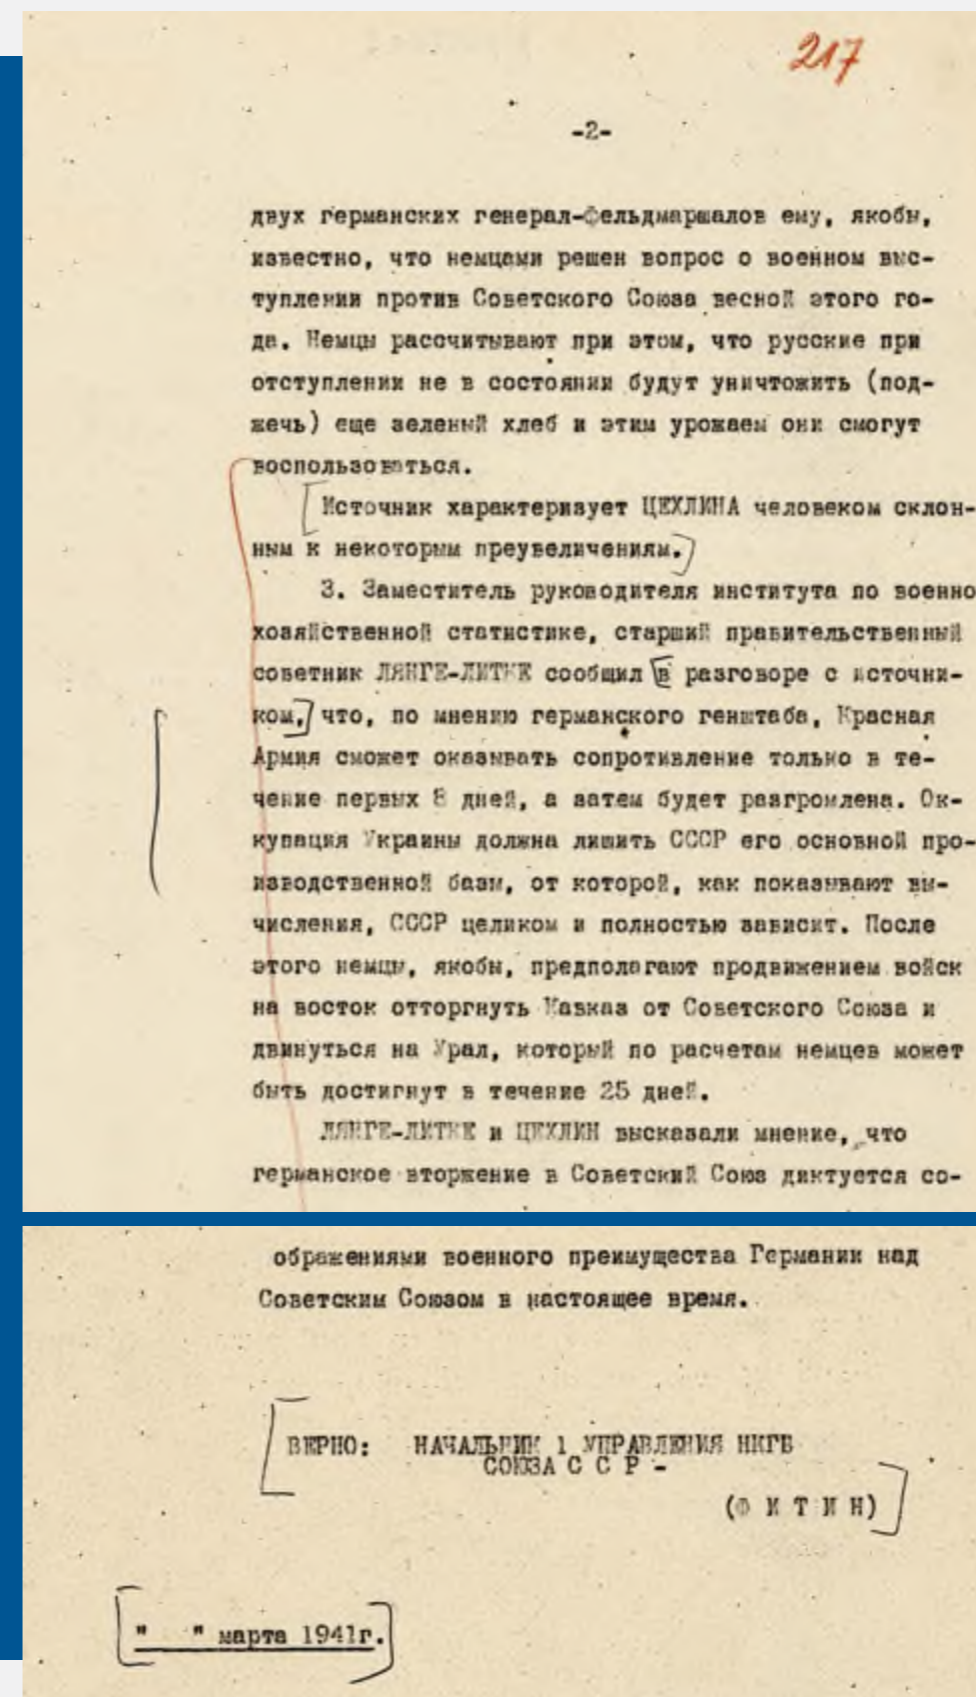 217
-2-
двух германских генерал-фельдмаршалов ему, якобы,
известно, что немцами решен вопрос о военном выс-
туплении против Советского Союза весной этого го-
да. Немцы рассчитывают при этом, что русские при
отступлении не в состоянии будут уничтожить (под-
жечь) еще зеленый хлеб и этим урожаем они смогут
воспользоваться.
Источник характеризует ЦЕХЛИНА человеком склон-
ным к некоторым преувеличениям.
3. Заместитель руководителя института по военно
хозяйственной статистике, старший правительственный
советник ЛЯНГЕ-ЛИТКЕ сообщил [в разговоре с источни-
ком,] что, по мнению германского генштаба, Красная
Армия сможет оказывать сопротивление только в те-
чение первых 8 дней, а затем будет разгромлена. Ок-
купация Украины должна лишить СССР его основной про-
изводственной базы, от которой, как показывают вы-
числения, СССР целиком и полностью зависит. После
этого немцы, якобы, предполагают продвижением войск
на восток отторгнуть Кавказ от Советского Союза и
двинуться на Урал, который по расчетам немцев может
быть достигнут в течение 25 дней.
ЛЯНГЕ-ЛИТКЕ и ЦЕХЛИН высказали мнение, что
германское вторжение в Советский Союз диктуется со-
ображениями военного преимущества Германии над
Советским Союзом в настоящее время.
ВЕРНО: НАЧАЛЬНИК 1 УПРАВЛЕНИЯ НКГБ
СОЮЗА С С Р -
(Ф И Т И Н)
" " марта 1941г.